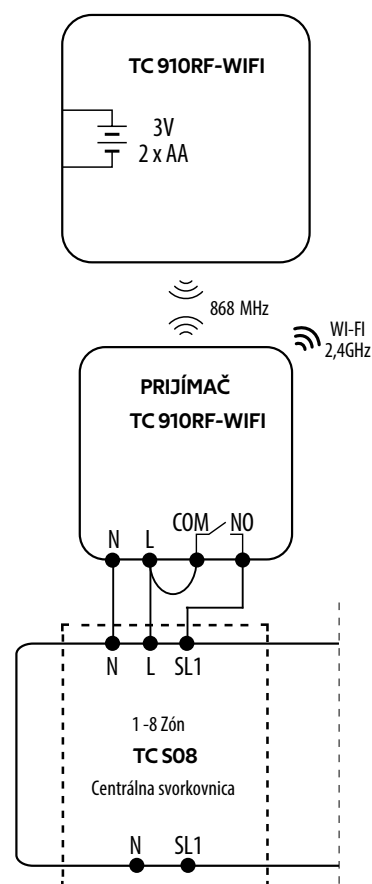 TC 910RF-WIFI
3V
2 x AA
868 MHz
WI-FI
2,4GHz
PRIJÍMAČ
TC 910RF-WIFI
N L COM NO
N L SL1
1 -8 Zón
TC S08
Centrálna svorkovnica
N SL1